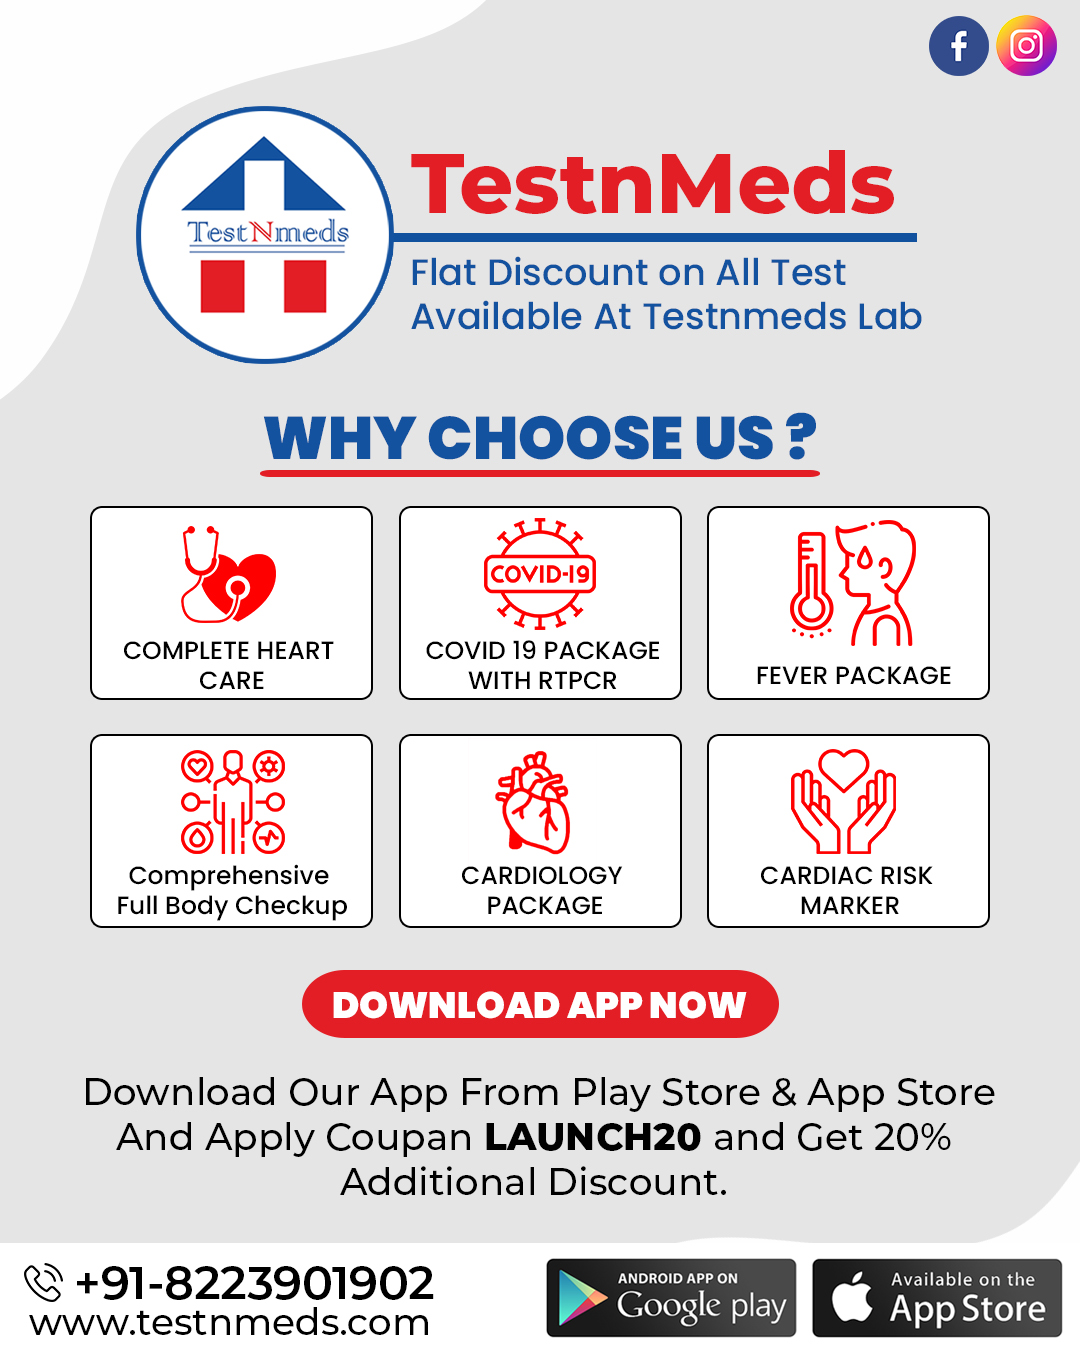 TestNmeds
TestnMeds
Flat Discount on All Test
Available At Testnmeds Lab
WHY CHOOSE US ?
COMPLETE HEART
CARE
COVID-19
COVID 19 PACKAGE
WITH RTPCR
FEVER PACKAGE
Comprehensive
Full Body Checkup
CARDIOLOGY
PACKAGE
CARDIAC RISK
MARKER
DOWNLOAD APP NOW
Download Our App From Play Store & App Store
And Apply Coupan LAUNCH20 and Get 20%
Additional Discount.
+91-8223901902
www.testnmeds.com
ANDROID APP ON
Google play
Available on the
App Store